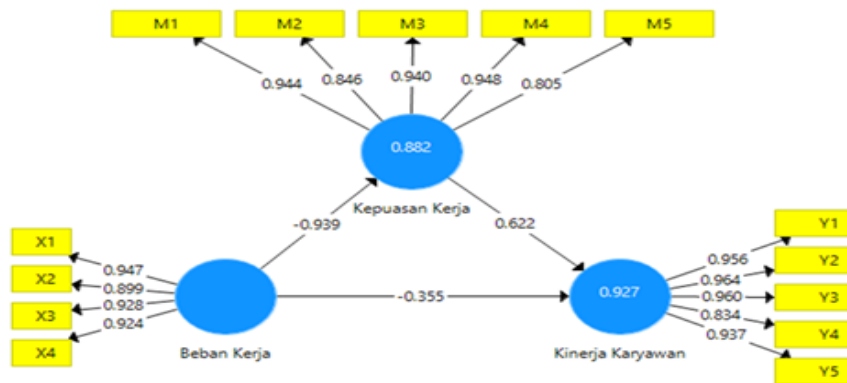 M1 M2 M3 M4 M5
0.944 0.846 0.940 0.948 0.805
0.882
Kepuasan Kerja
-0.939 0.622
X1
X2
X3
X4
0.947
0.899
0.928
0.924
Beban Kerja
-0.355
0.927
Kinerja Karyawan
0.956
0.964
0.960
0.834
0.937
Y1
Y2
Y3
Y4
Y5